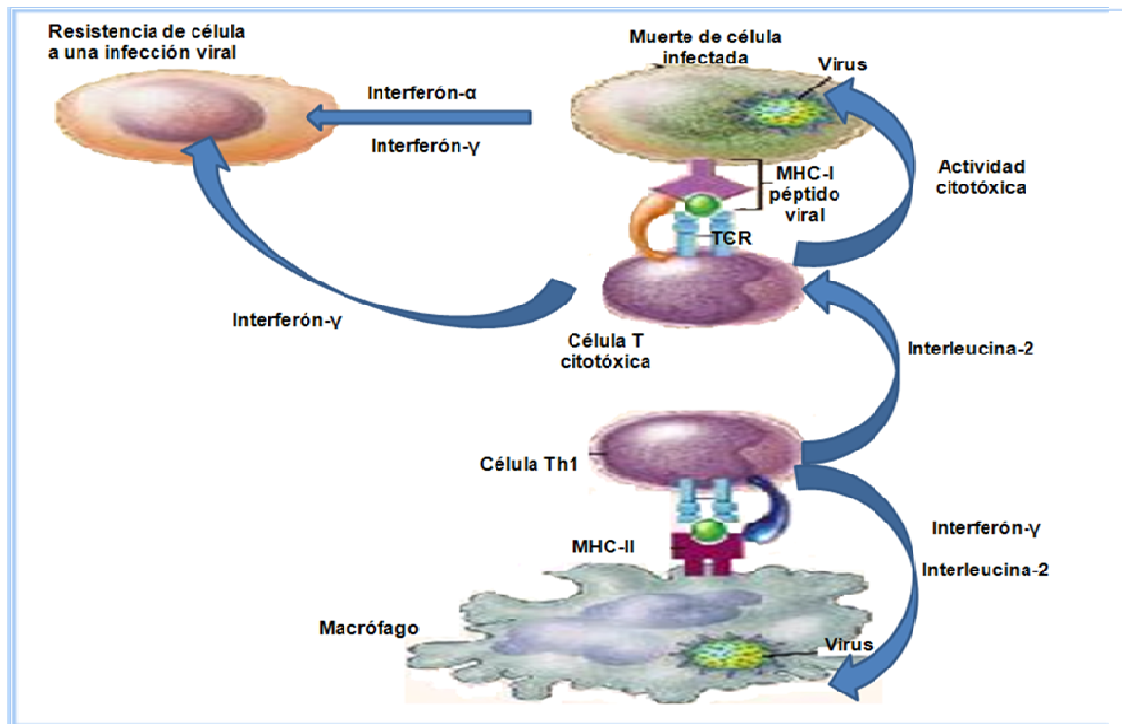 Resistencia de célula
a una infección viral
Muerte de célula
infectada
Virus
Interferón-α
Interferón-γ
MHC-I
péptido
viral
Actividad
citotóxica
TCR
Interferón-γ
Célula T
citotóxica
Interleucina-2
Célula Th1
Interferón-γ
MHC-II
Interleucina-2
Macrófago
Virus